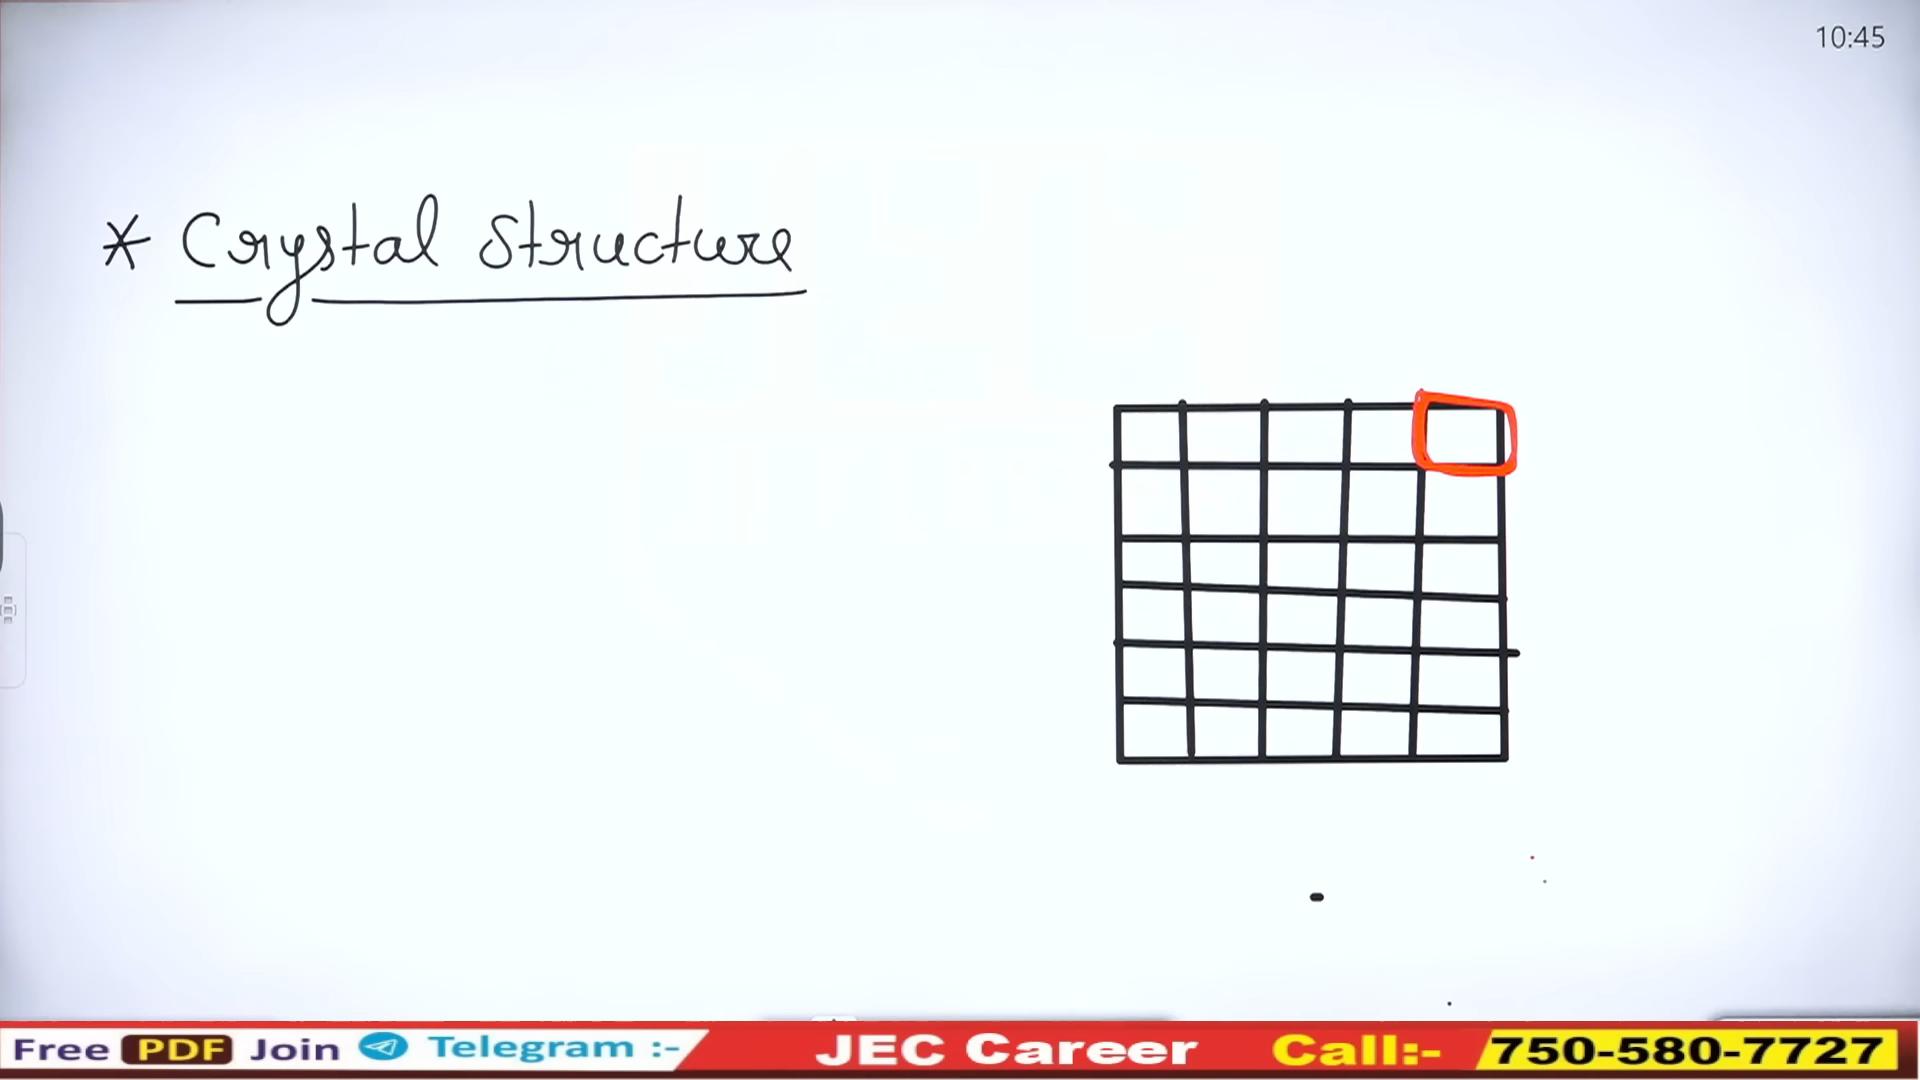 10:45
* Crystal Structure
Free PDF Join Telegram :- JEC Career Call:- 750-580-7727